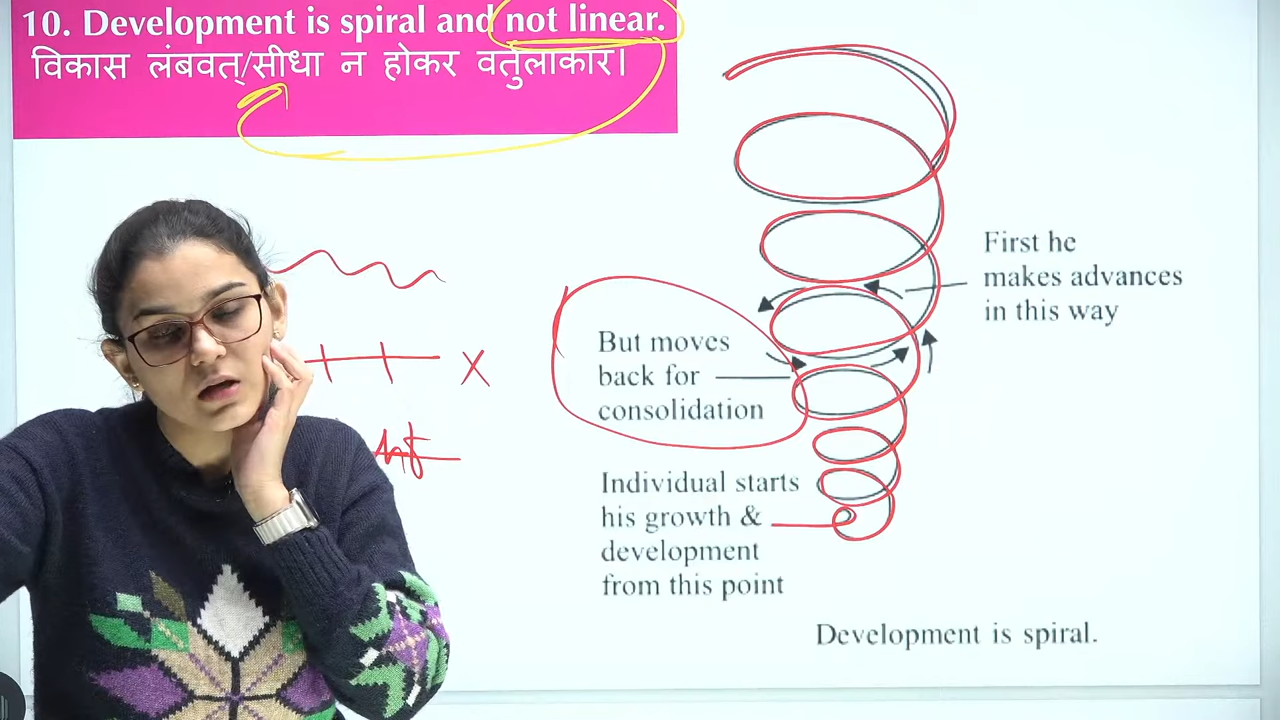 10. Development is spiral and not linear.
विकास लंबवत्/सीधा न होकर वर्तुलाकार।
First he
makes advances
in this way
But moves
back for
consolidation
Individual starts
his growth &
development
from this point
Development is spiral.